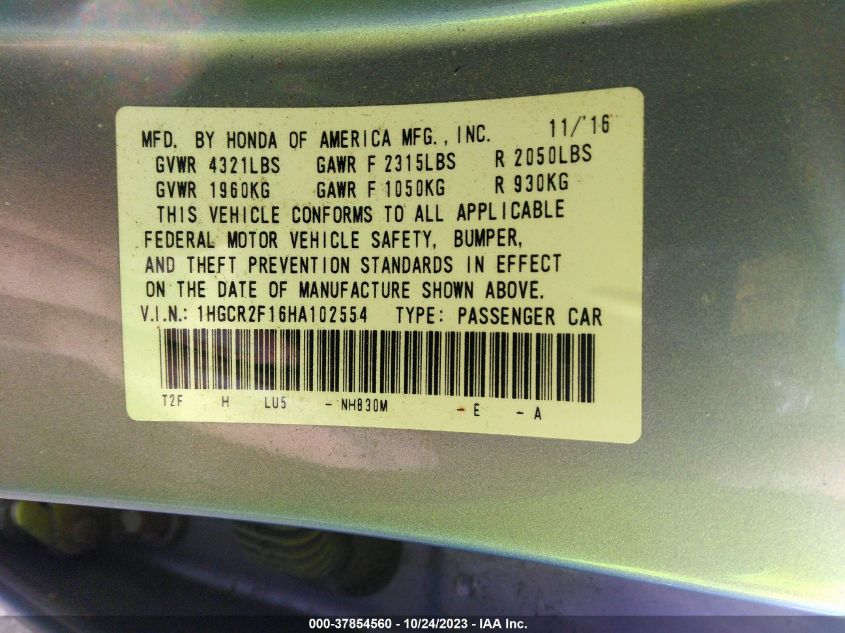 MFD. BY HONDA OF AMERICA MFG., INC. 11/'16
GVWR 4321LBS GAWR F 2315LBS R 2050LBS
GVWR 1960KG GAWR F 1050KG R 930KG
THIS VEHICLE CONFORMS TO ALL APPLICABLE
FEDERAL MOTOR VEHICLE SAFETY, BUMPER,
AND THEFT PREVENTION STANDARDS IN EFFECT
ON THE DATE OF MANUFACTURE SHOWN ABOVE.
V.I.N.: 1HGCR2F16HA102554 TYPE: PASSENGER CAR
T2F H LU5 - NH830M - E - A
000-37854560 - 10/24/2023 - IAA Inc.